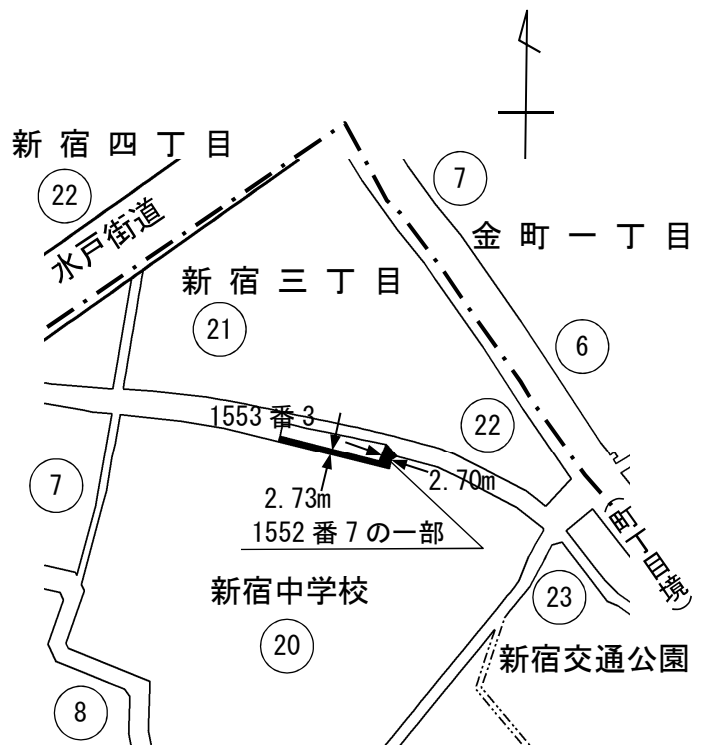 新宿四丁目
22
水戸街道
7
金町一丁目
新宿三丁目
21
6
1553番3
22
7
2.70m
2.73m
1552番7の一部
(町丁目境)
新宿中学校
23
20
新宿交通公園
8